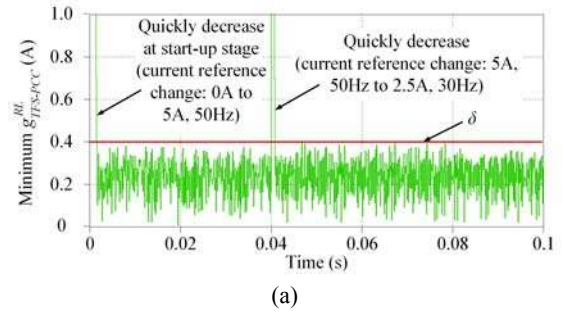 1.0
0.8
0.6
0.4
0.2
0
Minimum g^{RL}_{TFS-PCC} (A)
Quickly decrease
at start-up stage
(current reference
change: 0A to
5A, 50Hz)
Quickly decrease
(current reference change: 5A,
50Hz to 2.5A, 30Hz)
δ
0 0.02 0.04 0.06 0.08 0.1
Time (s)
(a)